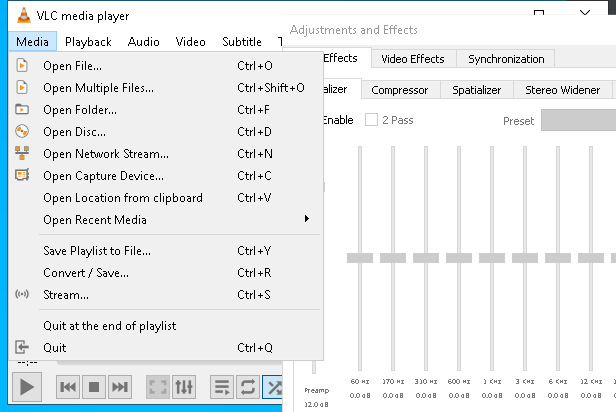 VLC media player
Adjustments and Effects
Media Playback Audio Video Subtitle T
Effects Video Effects Synchronization
Open File... Ctrl+O
Open Multiple Files... Ctrl+Shift+O
Open Folder... Ctrl+F
Open Disc... Ctrl+D
Open Network Stream... Ctrl+N
Open Capture Device... Ctrl+C
Open Location from clipboard Ctrl+V
Open Recent Media
Save Playlist to File... Ctrl+Y
Convert / Save... Ctrl+R
Stream... Ctrl+S
Quit at the end of playlist
Quit Ctrl+Q
alizer Compressor Spatializer Stereo Widener
Enable 2 Pass Preset
60 Hz 170 Hz 310 Hz 600 Hz 1 KHz 3 KHz 6 KHz 12 KHz
Preamp 0.0 dB 0.0 dB 0.0 dB 0.0 dB 0.0 dB 0.0 dB 0.0 dB 0.0 dB
12.0 dB